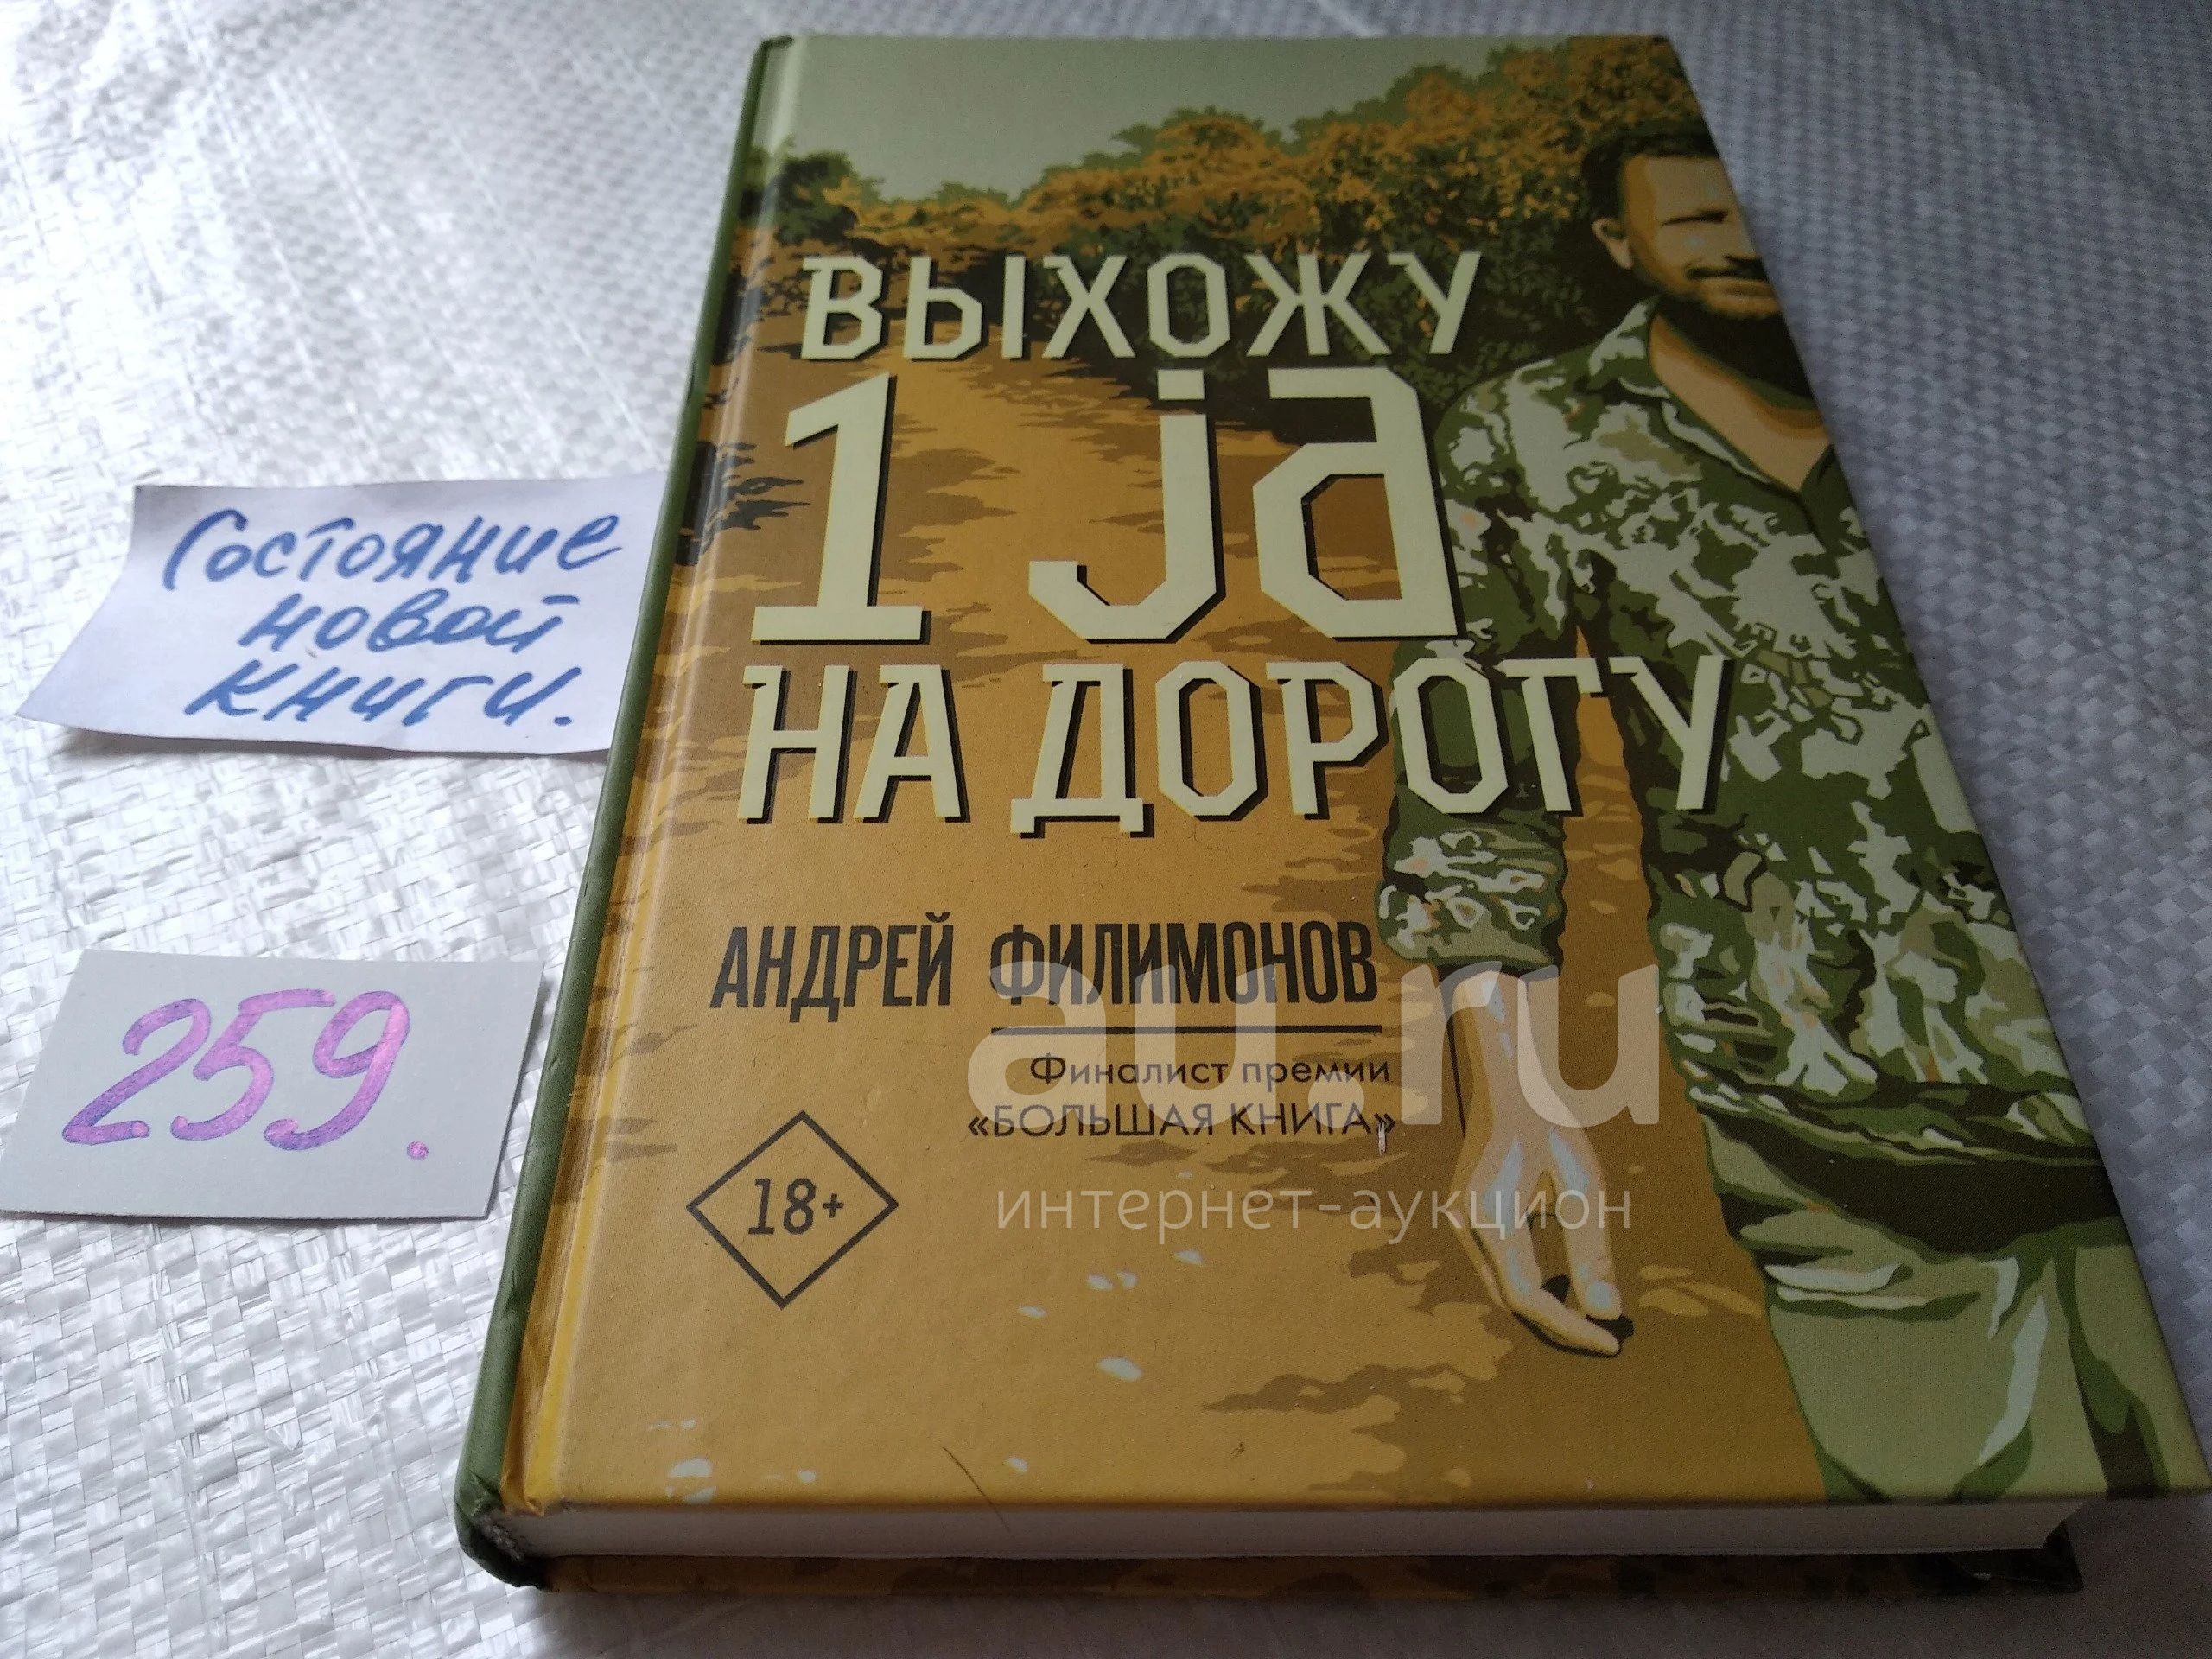 ВЫХОЖУ
1 ja
НА ДОРОГУ
АНДРЕЙ ФИЛИМОНОВ
Финалист премии
«БОЛЬШАЯ КНИГА»
18+
Состояние
новой
книги.
259.
au.ru
интернет-аукцион